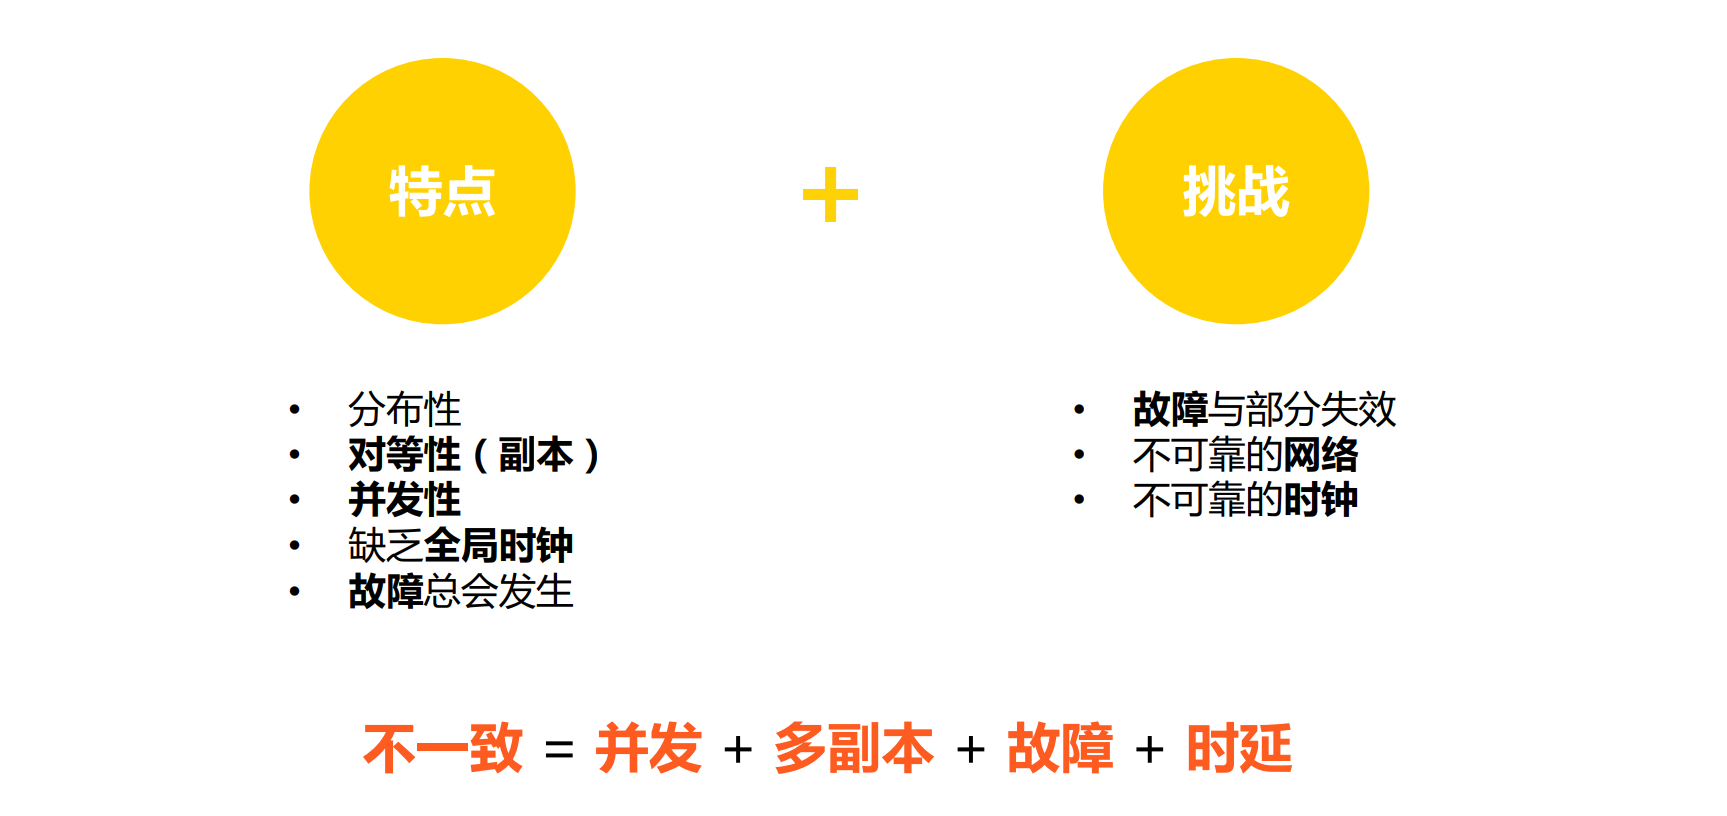 特点
+
挑战
• 分布性
• 对等性（副本）
• 并发性
• 缺乏全局时钟
• 故障总会发生
• 故障与部分失效
• 不可靠的网络
• 不可靠的时钟
不一致 = 并发 + 多副本 + 故障 + 时延